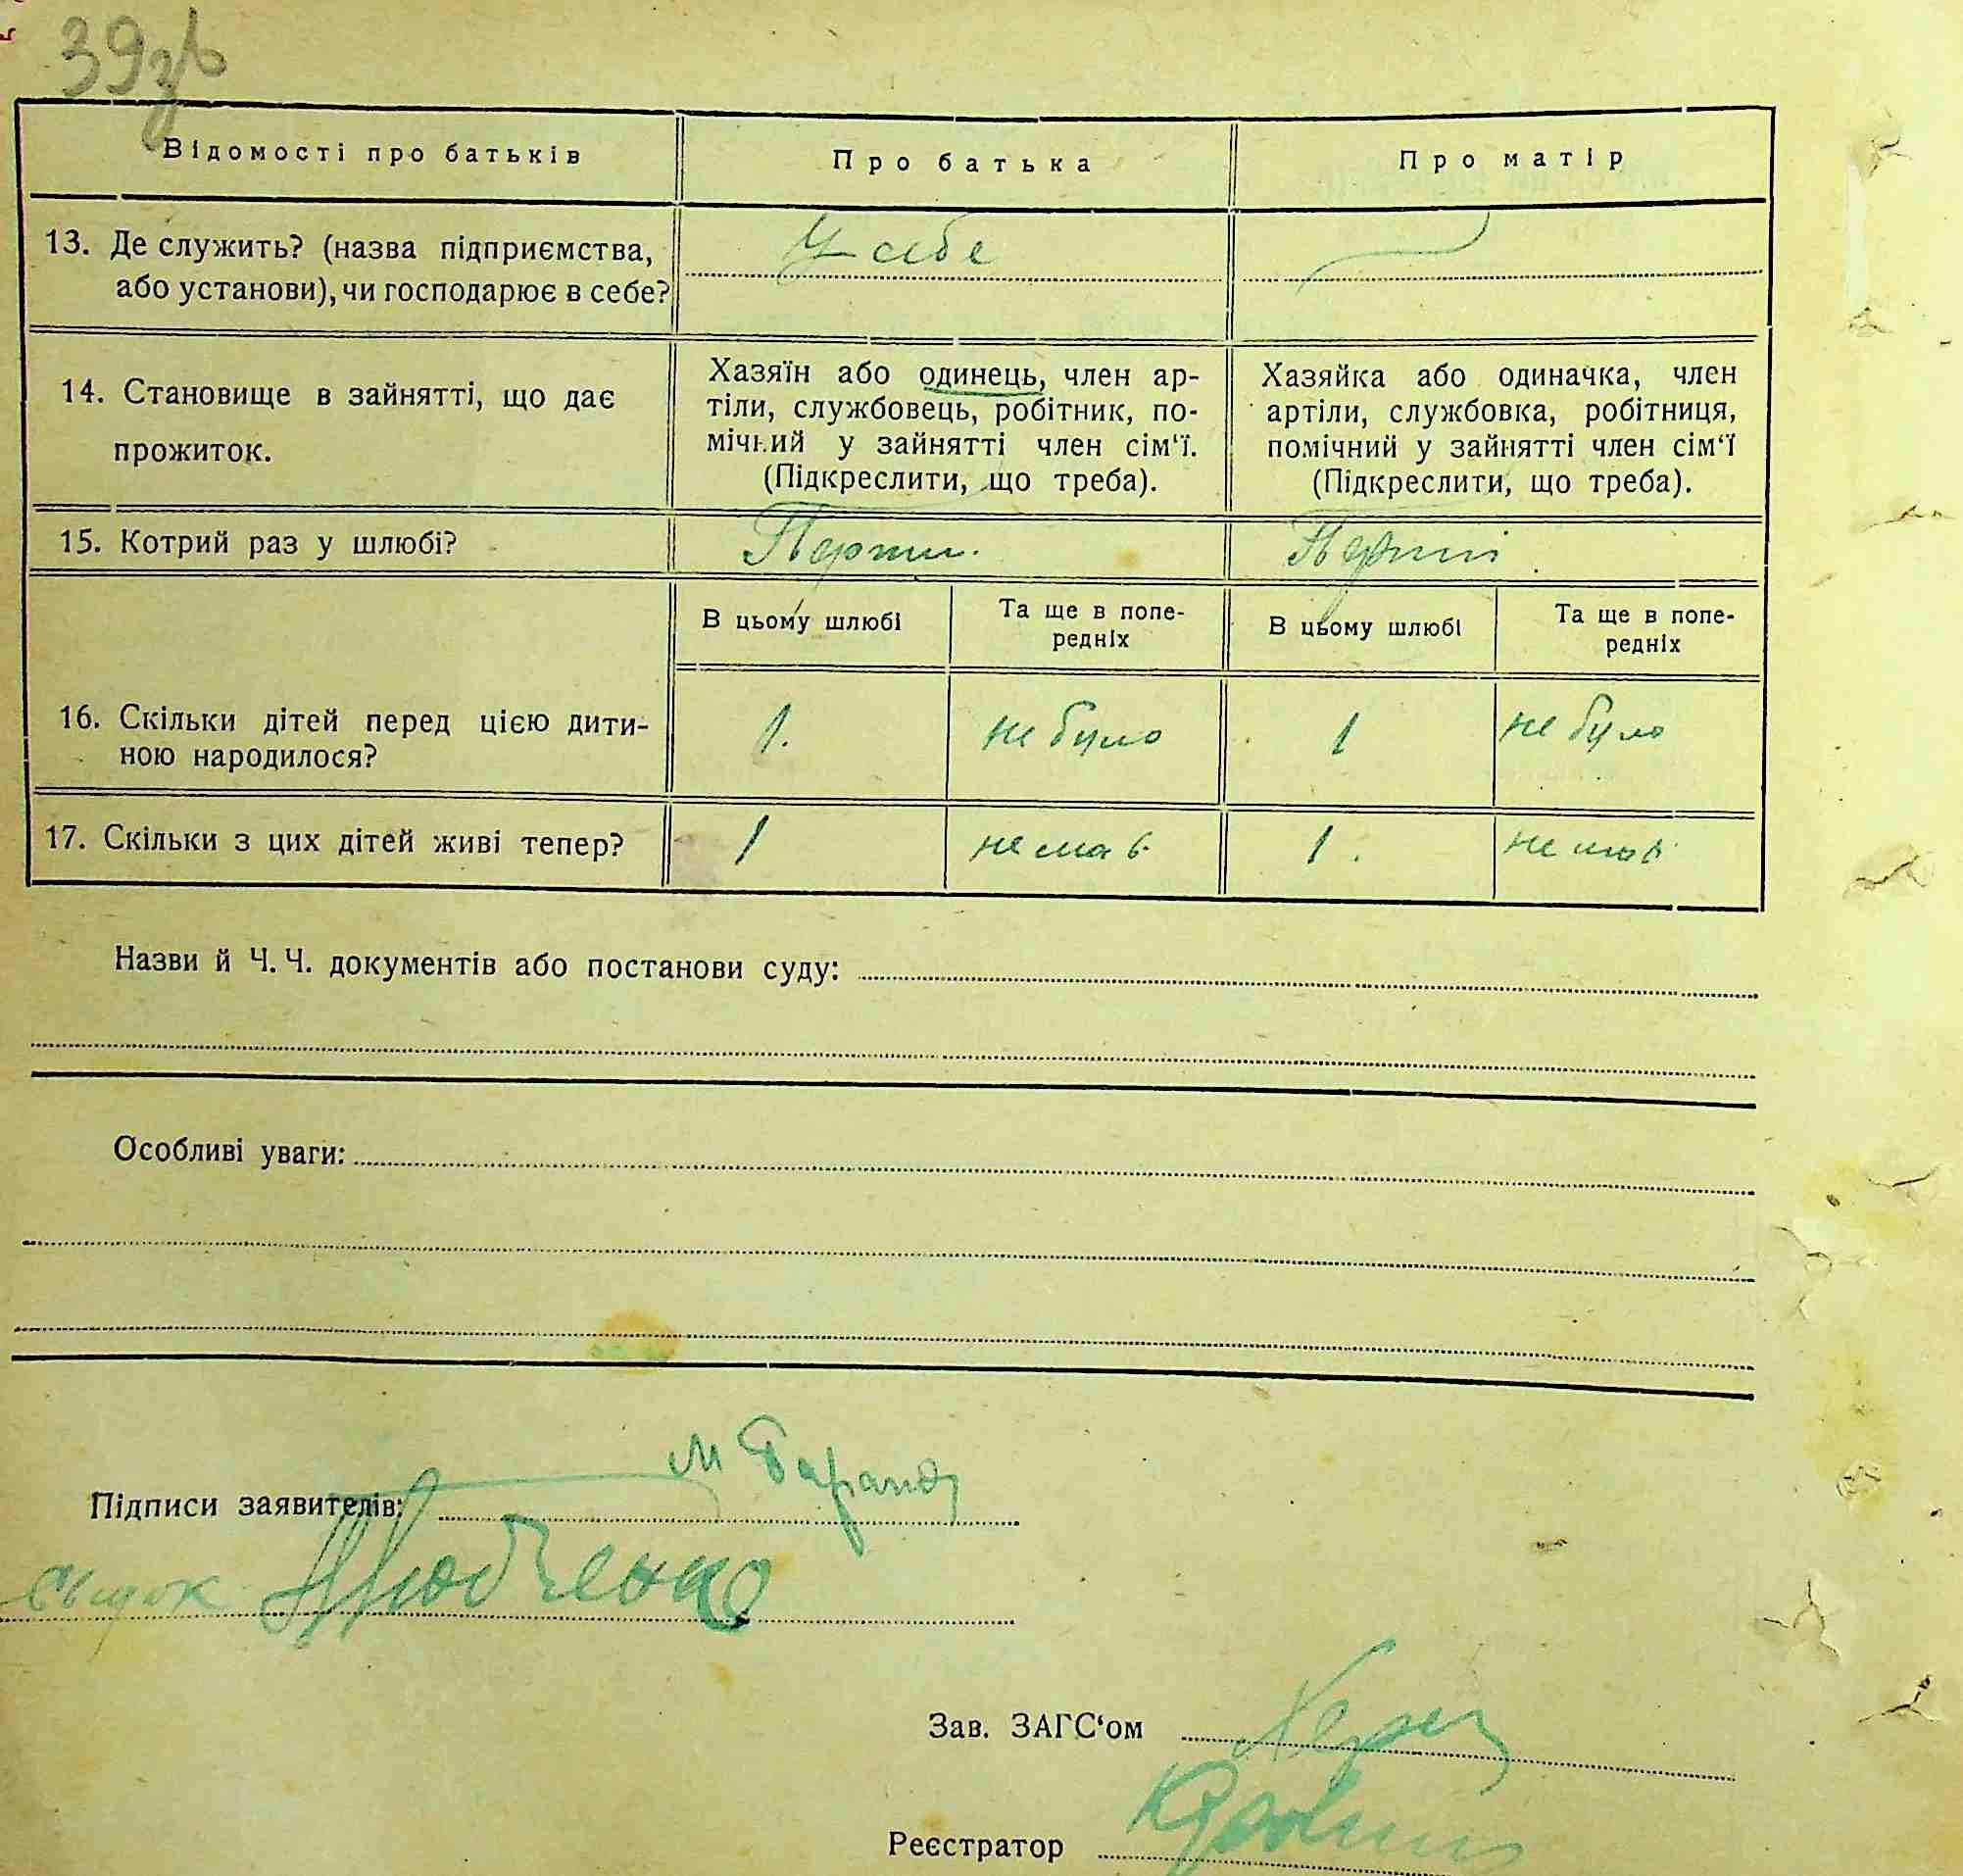 39зв
Відомості про батьків Про батька Про матір
13. Де служить? (назва підприємства, У себе
або установи), чи господарює в себе?
14. Становище в зайнятті, що дає
прожиток.
Хазяїн або одинець, член ар-
тіли, службовець, робітник, по-
мічний у зайнятті член сім‘ї.
(Підкреслити, що треба).
Хазяйка або одиначка, член
артіли, службовка, робітниця,
помічний у зайнятті член сім‘ї
(Підкреслити, що треба).
15. Котрий раз у шлюбі?
В цьому шлюбі
Та ще в попе-
редніх
В цьому шлюбі
Та ще в попе-
редніх
16. Скільки дітей перед цією дити-
ною народилося?
1. не було 1 не було
17. Скільки з цих дітей живі тепер? 1 немає 1. немає
Назви й Ч. Ч. документів або постанови суду:
Особливі уваги:
Підписи заявителів: М
Любченко
Зав. ЗАГС‘ом
Реєстратор